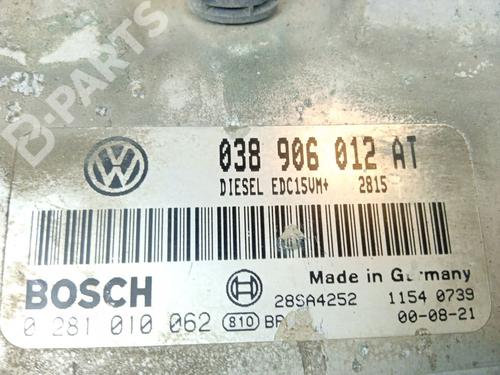 B-PARTS
038 906 012 AT
DIESEL EDC15VM+ 2815
BOSCH
Made in Germany
28SA4252 1154 0739
0 281 010 062 810 00-08-21